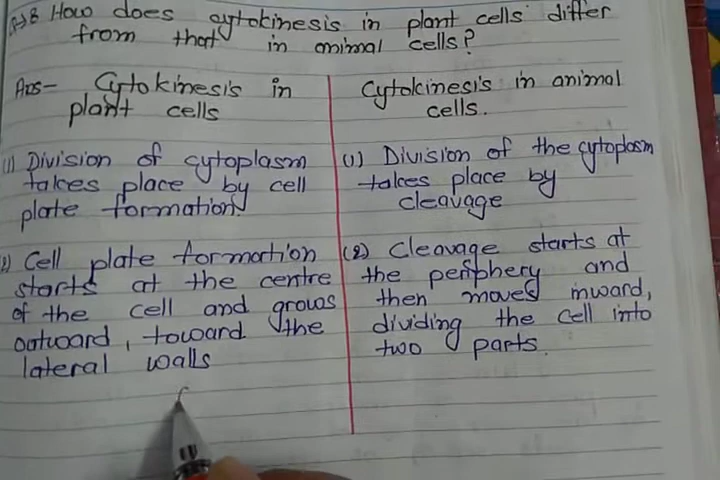 How does cytokinesis in plant cells differ
from that in animal cells?
Ans- Cytokinesis in
plant cells
(1) Division of cytoplasm
takes place by cell
plate formation.
2) Cell plate formation
starts at the centre
of the cell and grows
outward, toward the
lateral walls
Cytokinesis in animal
cells.
(1) Division of the cytoplasm
takes place by
cleavage
(2) Cleavage starts at
the periphery and
then moves inward,
dividing the cell into
two parts.